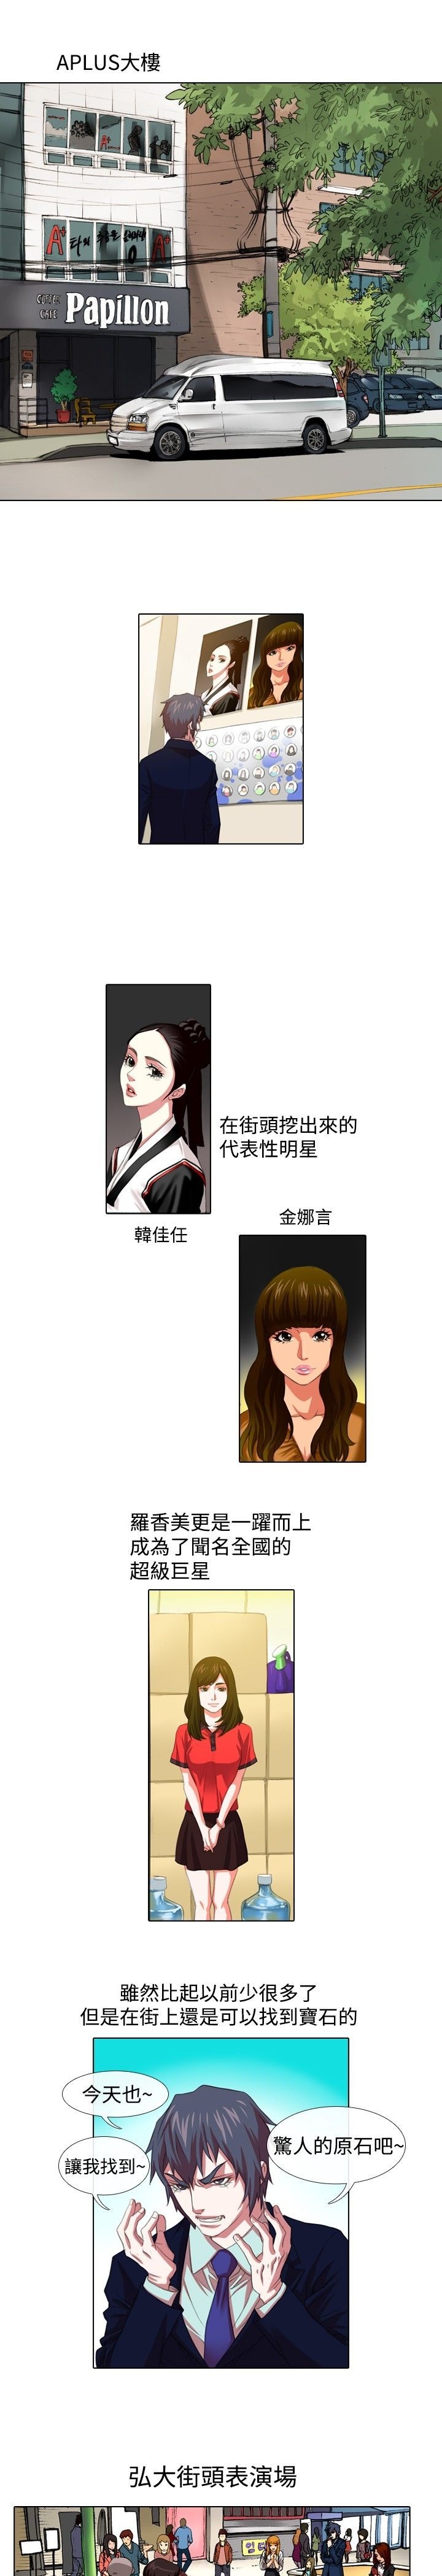 APLUS大樓
A+
A+
A+
COFFEE
CAFE
Papillon
在街頭挖出來的
代表性明星
韓佳任
金娜言
羅香美更是一躍而上
成為了聞名全國的
超級巨星
雖然比起以前少很多了
但是在街上還是可以找到寶石的
今天也~
讓我找到~
驚人的原石吧~
弘大街頭表演場